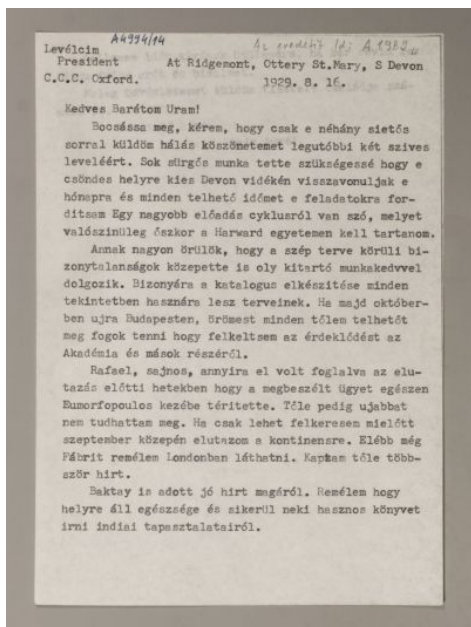 A4994/14
Az eredetit ld. A 1983
Levélcim
President At Ridgemont, Ottery St.Mary, S Devon
C.C.C. Oxford. 1929. 8. 16.
Kedves Barátom Uram!
Bocsássa meg, kérem, hogy csak e néhány sietős
sorral küldöm hálás köszönetemet legutóbbi két szives
leveléért. Sok sürgős munka tette szükségessé hogy e
csöndes helyre kies Devon vidékén visszavonuljak e
hónapra és minden telhető időmet e feladatokra for-
ditsam Egy nagyobb előadás cyklusról van szó, melyet
valószinüleg őszkor a Harward egyetemen kell tartanom.
Annak nagyon örülök, hogy a szép terve körüli bi-
zonytalanságok közepette is oly kitartó munkakedvvel
dolgozik. Bizonyára a katalogus elkészitése minden
tekintetben hasznára lesz terveinek. Ha majd október-
ben ujra Budapesten, örömest minden tőlem telhetőt
meg fogok tenni hogy felkeltsem az érdeklődést az
Akadémia és mások részéről.
Rafael, sajnos, annyira el volt foglalva az elu-
tazás előtti hetekben hogy a megbeszélt ügyet egészen
Eumorfopoulos kezébe téritette. Tőle pedig ujabbat
nem tudhattam meg. Ha csak lehet felkeresem mielőtt
szeptember közepén elutazom a kontinensre. Elébb még
Fábrit remélem Londonban láthatni. Kaptam tőle több-
ször hirt.
Baktay is adott jó hirt magáról. Remélem hogy
helyre áll egészsége és sikerül neki hasznos könyvet
irni indiai tapasztalatairól.